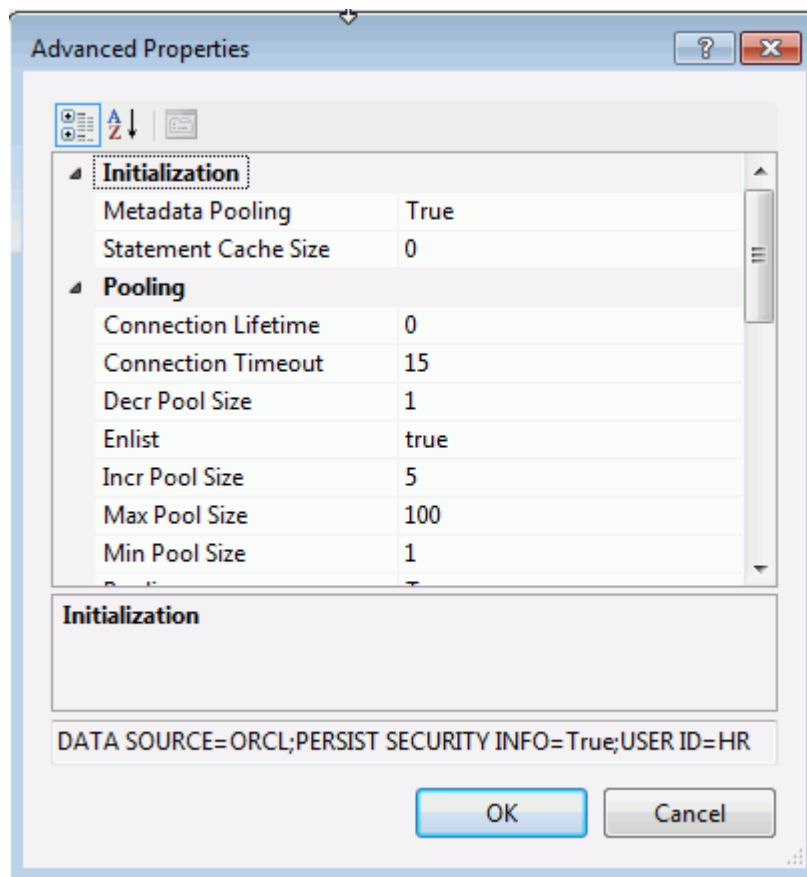 Advanced Properties
Initialization
Metadata Pooling True
Statement Cache Size 0
Pooling
Connection Lifetime 0
Connection Timeout 15
Decr Pool Size 1
Enlist true
Incr Pool Size 5
Max Pool Size 100
Min Pool Size 1
Initialization
DATA SOURCE=ORCL;PERSIST SECURITY INFO=True;USER ID=HR
OK Cancel